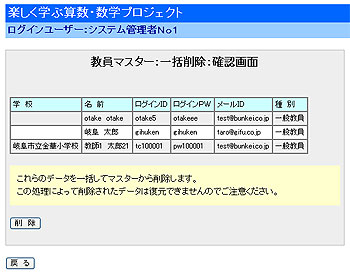 楽しく学ぶ算数・数学プロジェクト
ログインユーザー：システム管理者No1
教員マスター：一括削除：確認画面
学 校 名 前 ログインID ログインPW メールID 種 別
otake otake otake5 otakeee test@bunkei.co.jp 一般教員
岐阜 太郎 gihuken gihuken taro@gifu.co.jp 一般教員
岐阜市立金華小学校 教師1 太郎21 tc100001 pw100001 test@bunkei.co.jp 一般教員
これらのデータを一括してマスターから削除します。
この処理によって削除されたデータは復元できませんのでご注意ください。
削 除
戻 る